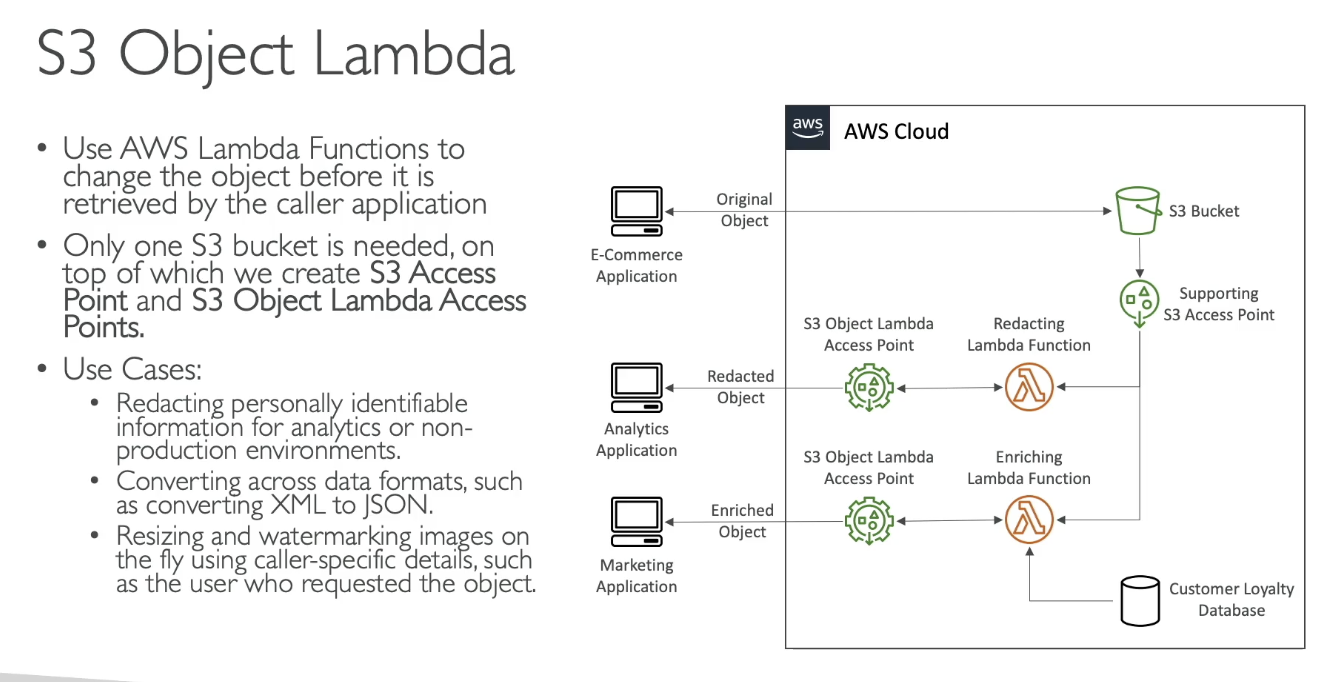 S3 Object Lambda
• Use AWS Lambda Functions to
change the object before it is
retrieved by the caller application
• Only one S3 bucket is needed, on
top of which we create S3 Access
Point and S3 Object Lambda Access
Points.
• Use Cases:
• Redacting personally identifiable
information for analytics or non-
production environments.
• Converting across data formats, such
as converting XML to JSON.
• Resizing and watermarking images on
the fly using caller-specific details, such
as the user who requested the object.
aws
AWS Cloud
Original
Object
S3 Bucket
E-Commerce
Application
Supporting
S3 Access Point
S3 Object Lambda
Access Point
Redacting
Lambda Function
Redacted
Object
Analytics
Application
S3 Object Lambda
Access Point
Enriching
Lambda Function
Enriched
Object
Marketing
Application
Customer Loyalty
Database